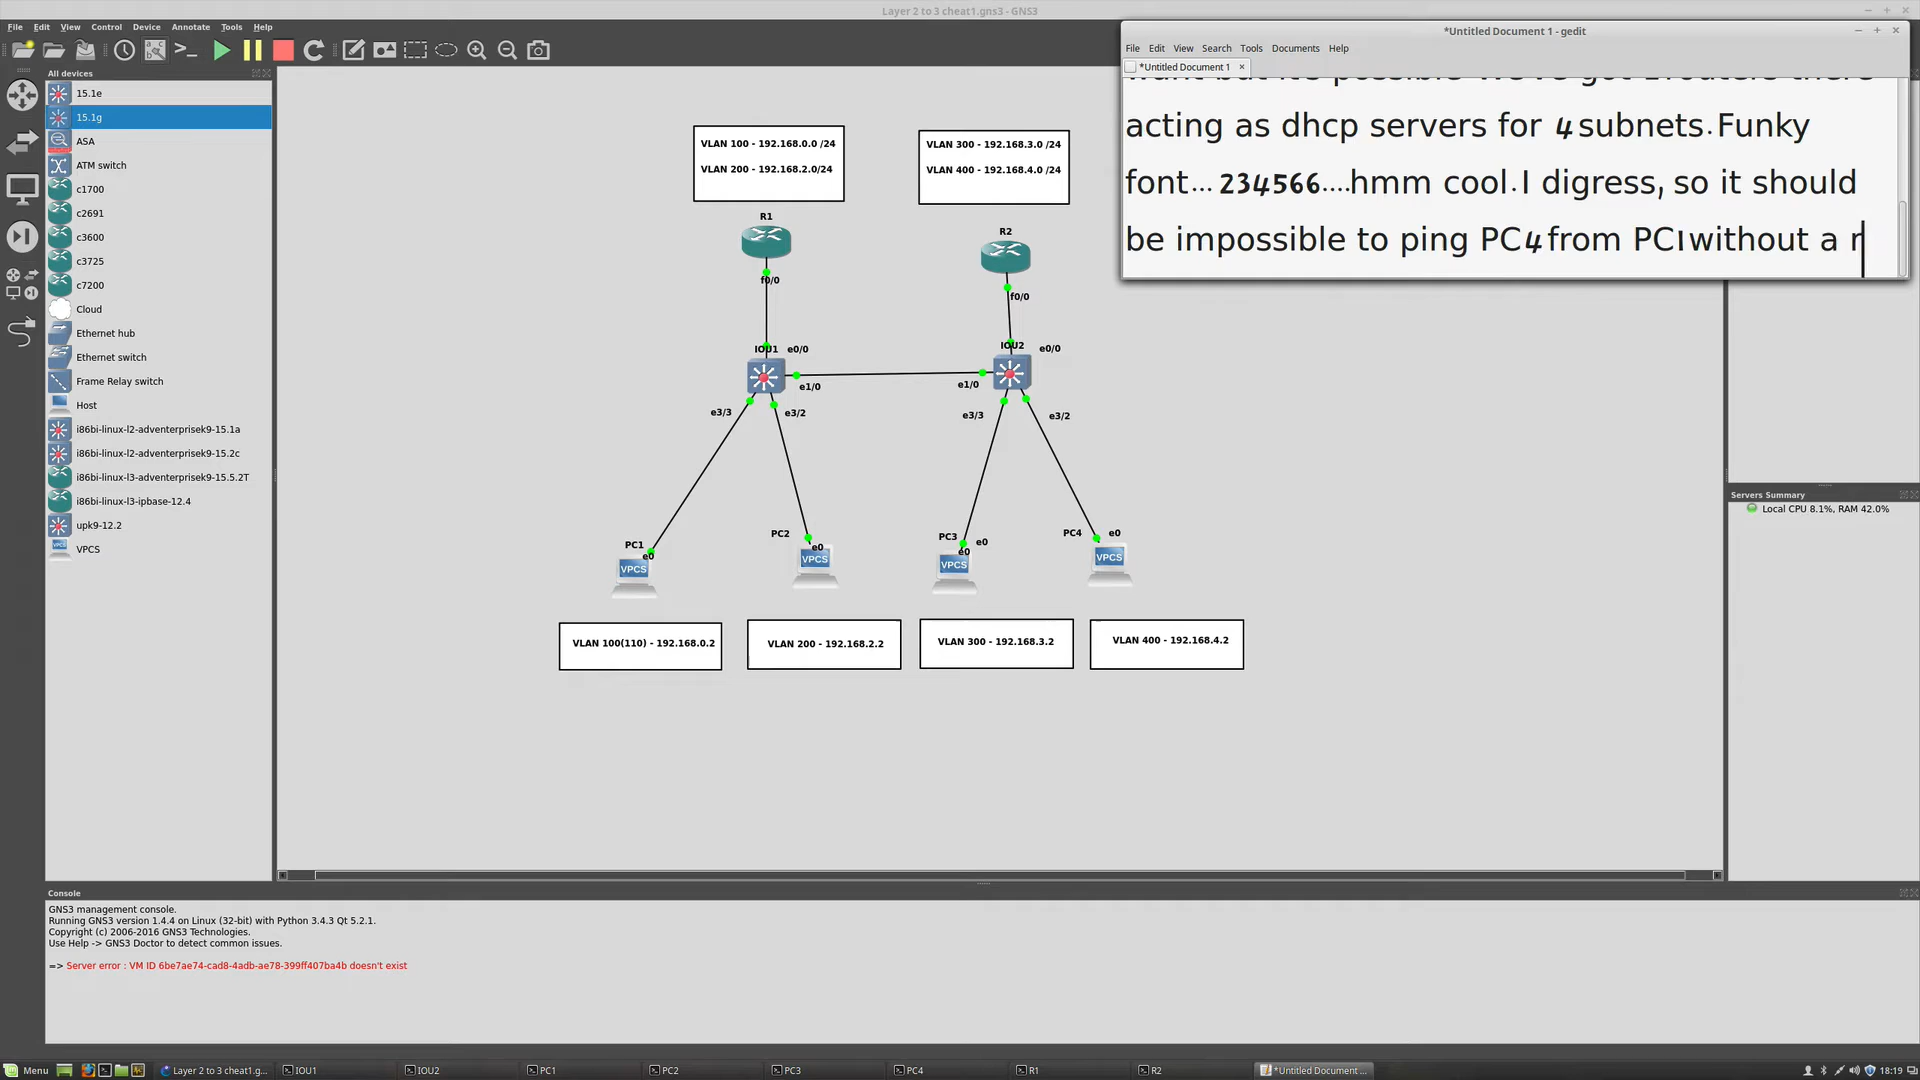 Layer 2 to 3 cheat1.gns3 - GNS3
File Edit View Control Device Annotate Tools Help
All devices
15.1e
15.1g
ASA
ATM switch
c1700
c2691
c3600
c3725
c7200
Cloud
Ethernet hub
Ethernet switch
Frame Relay switch
Host
i86bi-linux-l2-adventerprisek9-15.1a
i86bi-linux-l2-adventerprisek9-15.2c
i86bi-linux-l3-adventerprisek9-15.5.2T
i86bi-linux-l3-ipbase-12.4
upk9-12.2
VPCS
VLAN 100 - 192.168.0.0 /24
VLAN 200 - 192.168.2.0/24
VLAN 300 - 192.168.3.0 /24
VLAN 400 - 192.168.4.0 /24
R1
f0/0
R2
f0/0
IOU1 e0/0
e1/0
e3/3
e3/2
IOU2 e0/0
e1/0
e3/3
e3/2
PC1
e0
VPCS
PC2
e0
VPCS
PC3
e0
e0
VPCS
PC4
e0
VPCS
VLAN 100(110) - 192.168.0.2
VLAN 200 - 192.168.2.2
VLAN 300 - 192.168.3.2
VLAN 400 - 192.168.4.2
*Untitled Document 1 - gedit
File Edit View Search Tools Documents Help
*Untitled Document 1
want but it's possible We've got 2 routers there
acting as dhcp servers for 4 subnets. Funky
font... 234566....hmm cool. I digress, so it should
be impossible to ping PC4 from PC1 without a r
Servers Summary
Local CPU 8.1%, RAM 42.0%
Console
GNS3 management console.
Running GNS3 version 1.4.4 on Linux (32-bit) with Python 3.4.3 Qt 5.2.1.
Copyright (c) 2006-2016 GNS3 Technologies.
Use Help -> GNS3 Doctor to detect common issues.
=> Server error : VM ID 6be7ae74-cad8-4adb-ae78-399ff407ba4b doesn't exist
Menu
Layer 2 to 3 cheat1.g...
IOU1
IOU2
PC1
PC2
PC3
PC4
R1
R2
*Untitled Document ...
18:19